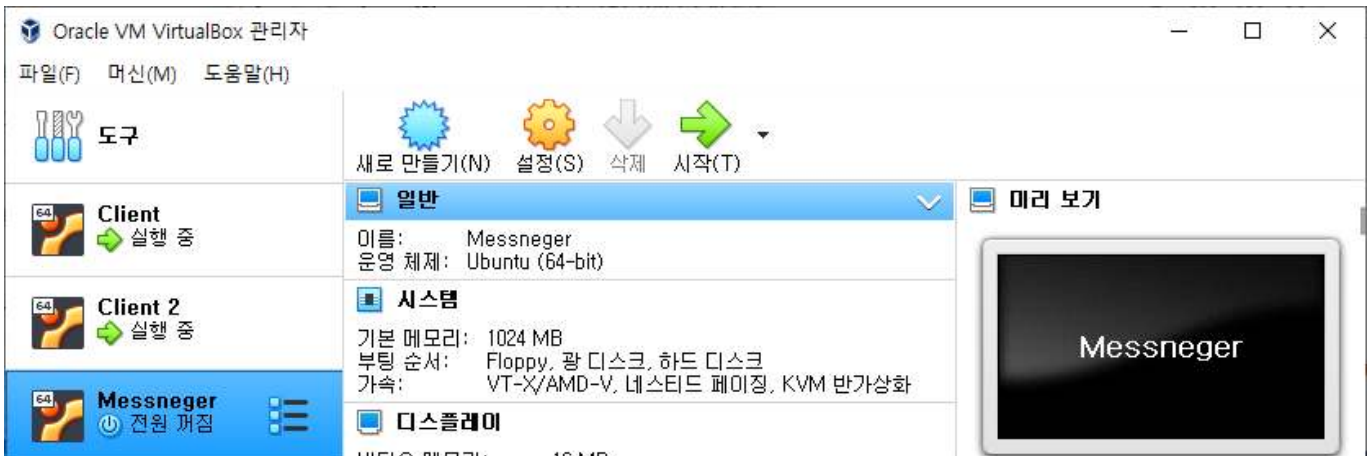 Oracle VM VirtualBox 관리자
파일(F) 머신(M) 도움말(H)
도구
새로 만들기(N) 설정(S) 삭제 시작(T)
64 Client
실행 중
64 Client 2
실행 중
64 Messneger
전원 꺼짐
일반
이름: Messneger
운영 체제: Ubuntu (64-bit)
시스템
기본 메모리: 1024 MB
부팅 순서: Floppy, 광 디스크, 하드 디스크
가속: VT-X/AMD-V, 네스티드 페이징, KVM 반가상화
디스플레이
미리 보기
Messneger